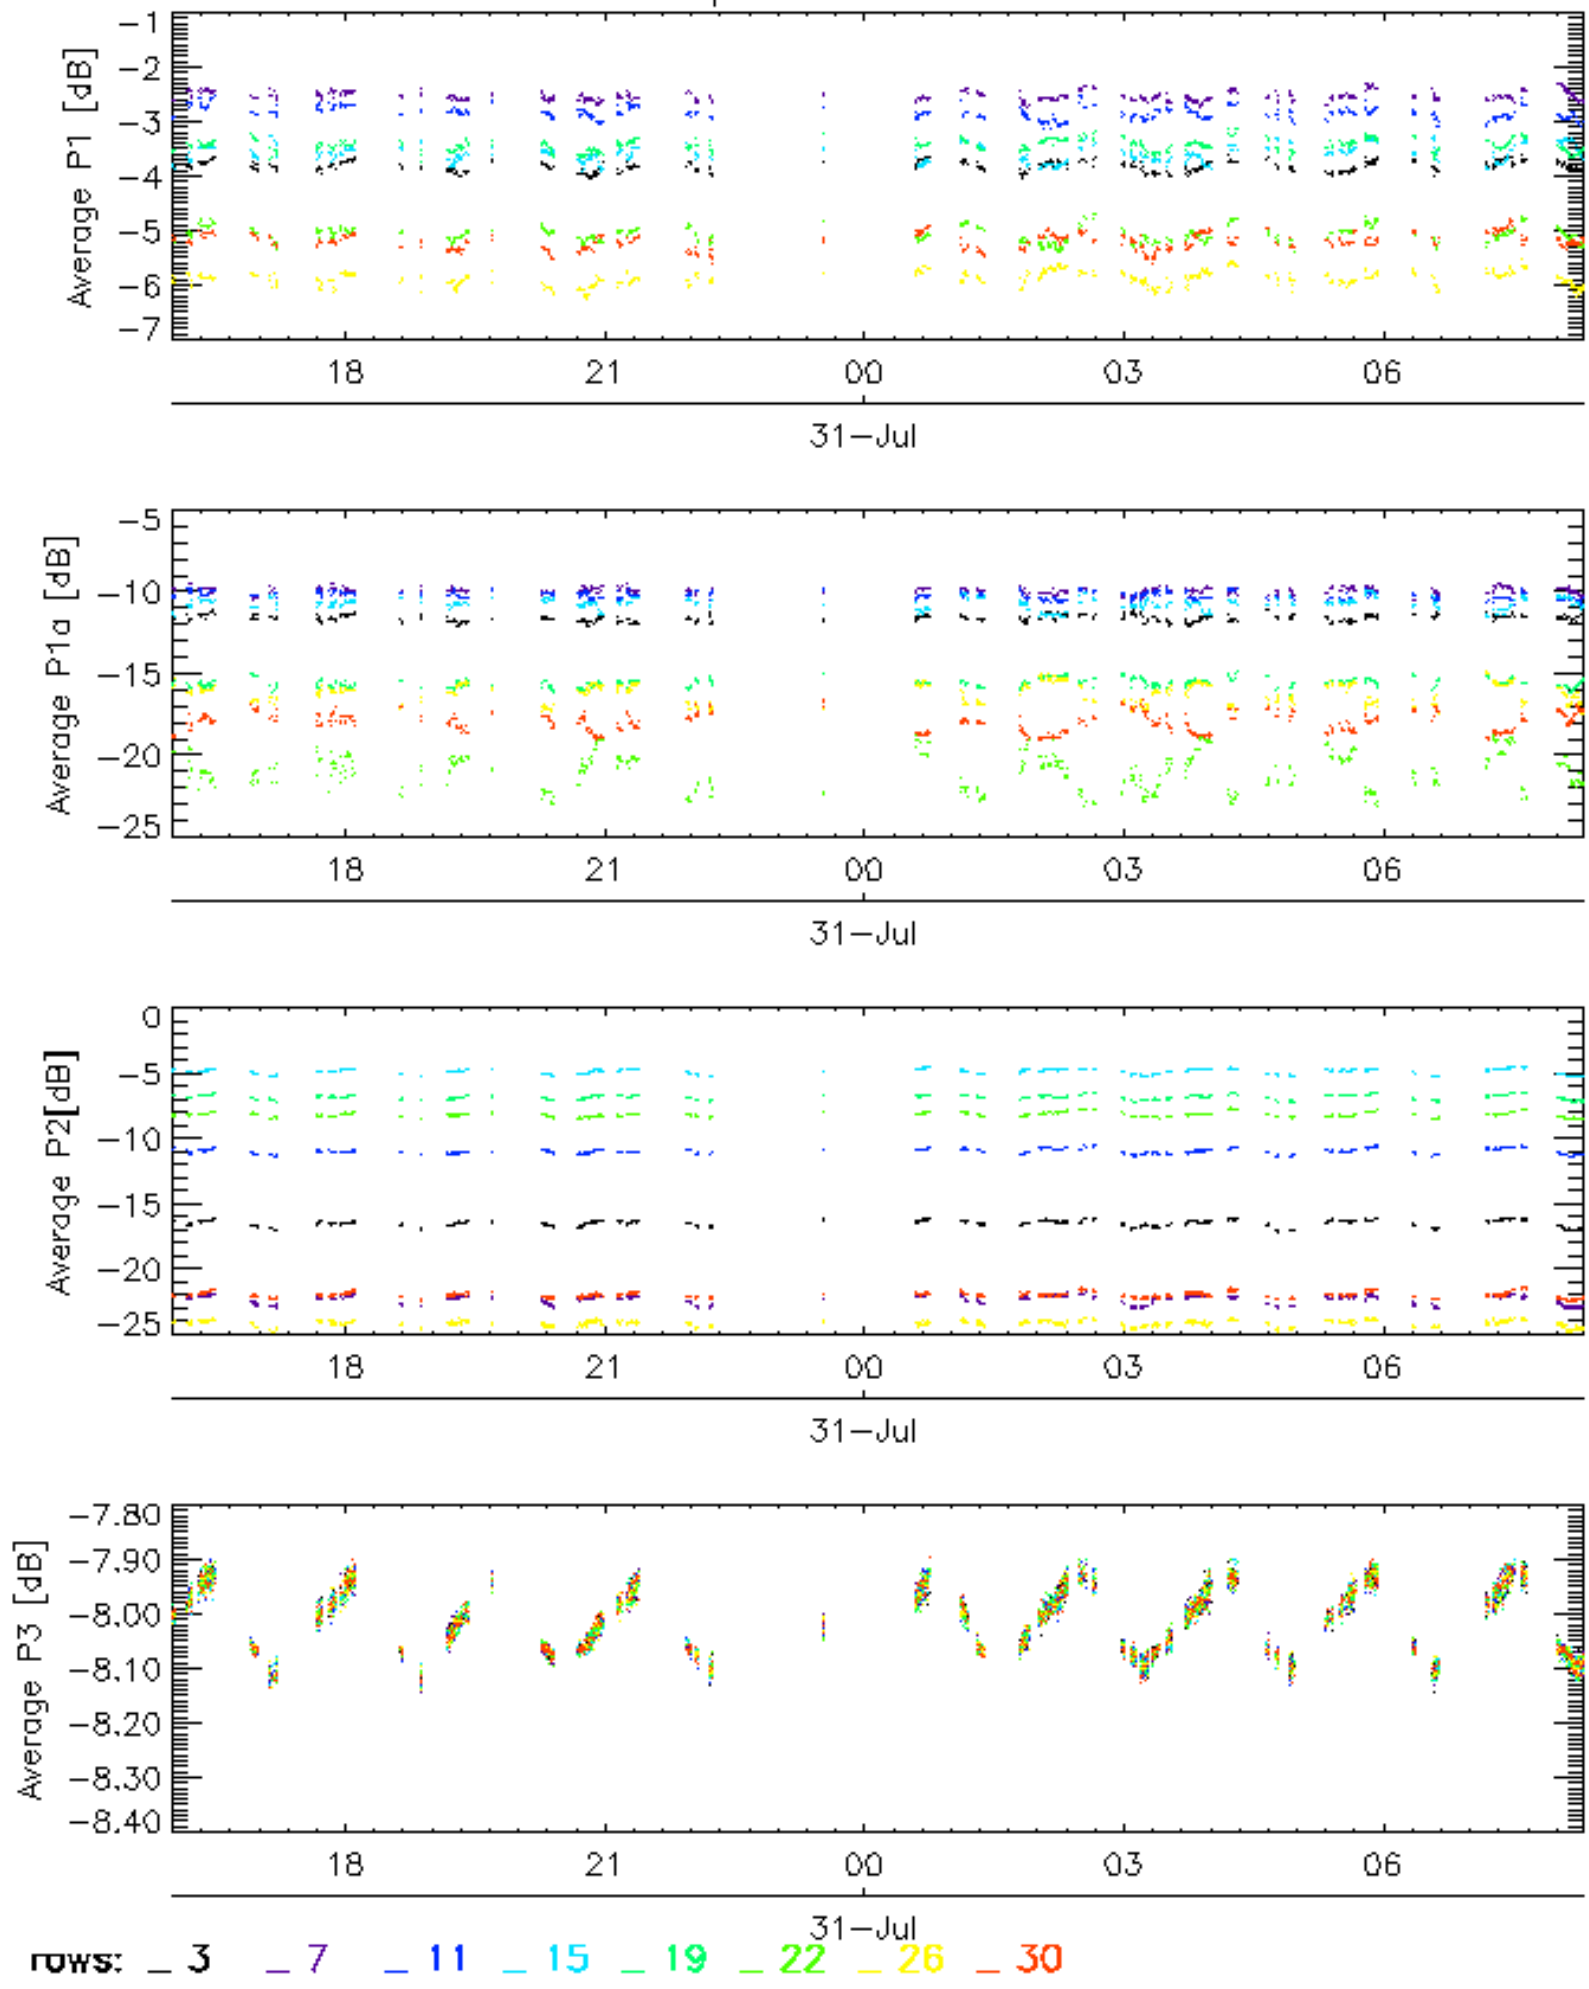 Average P1 [dB]
-1
-2
-3
-4
-5
-6
-7
18 21 00 03 06
31-Jul
Average P1a [dB]
-5
-10
-15
-20
-25
18 21 00 03 06
31-Jul
Average P2[dB]
0
-5
-10
-15
-20
-25
18 21 00 03 06
31-Jul
Average P3 [dB]
-7.80
-7.90
-8.00
-8.10
-8.20
-8.30
-8.40
18 21 00 03 06
31-Jul
rows: _ 3 _ 7 _ 11 _ 15 _ 19 _ 22 _ 26 _ 30